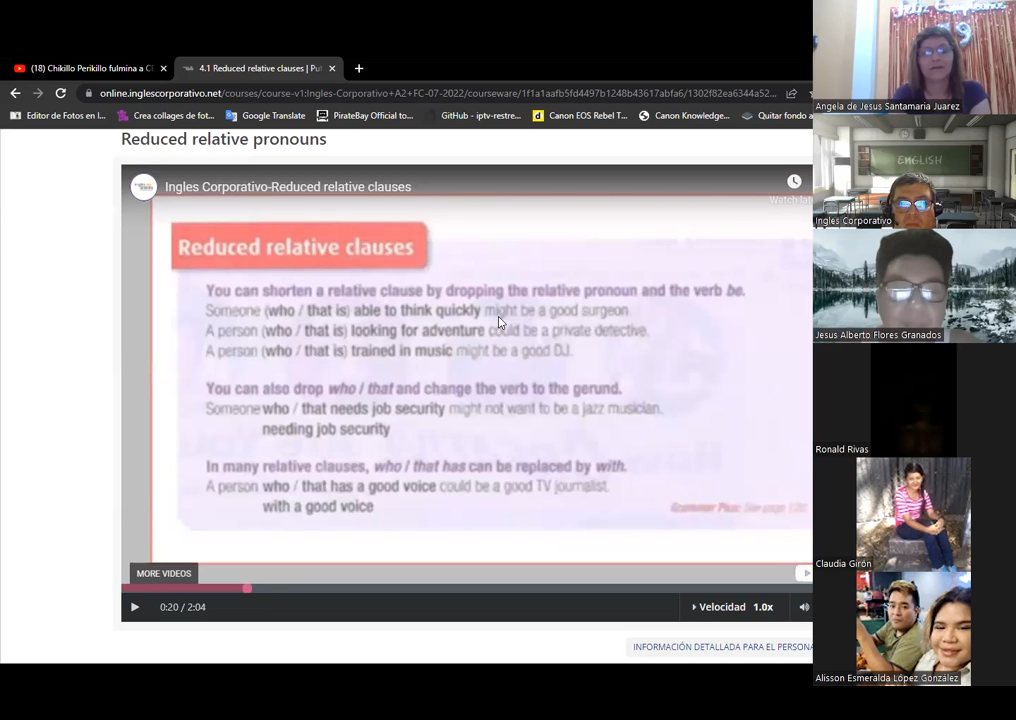 (18) Chikillo Perikillo fulmina a C
4.1 Reduced relative clauses | Pu
online.inglescorporativo.net/courses/course-v1:Ingles-Corporativo+A2+FC-07-2022/courseware/1f1a1aafb5fd4497b1248b43617abfa6/1302f82ea6344a52...
Editor de Fotos en l...
Crea collages de fot...
Google Translate
PirateBay Official to...
GitHub - iptv-restre...
Canon EOS Rebel T...
Canon Knowledge...
Quitar fondo a
Reduced relative pronouns
Ingles Corporativo-Reduced relative clauses
Watch lat
Reduced relative clauses
You can shorten a relative clause by dropping the relative pronoun and the verb be.
Someone (who / that is) able to think quickly might be a good surgeon.
A person (who / that is) looking for adventure could be a private detective.
A person (who / that is) trained in music might be a good DJ.
You can also drop who / that and change the verb to the gerund.
Someone who / that needs job security might not want to be a jazz musician.
needing job security
In many relative clauses, who / that has can be replaced by with.
A person who / that has a good voice could be a good TV journalist.
with a good voice
Grammar Plus: See page
MORE VIDEOS
0:20 / 2:04
Velocidad 1.0x
INFORMACIÓN DETALLADA PARA EL PERSONA
Feliz Cumpleaños
Angela de Jesus Santamaria Juarez
ENGLISH
Ingles Corporativo
Jesus Alberto Flores Granados
Ronald Rivas
Claudia Girón
Alisson Esmeralda López González